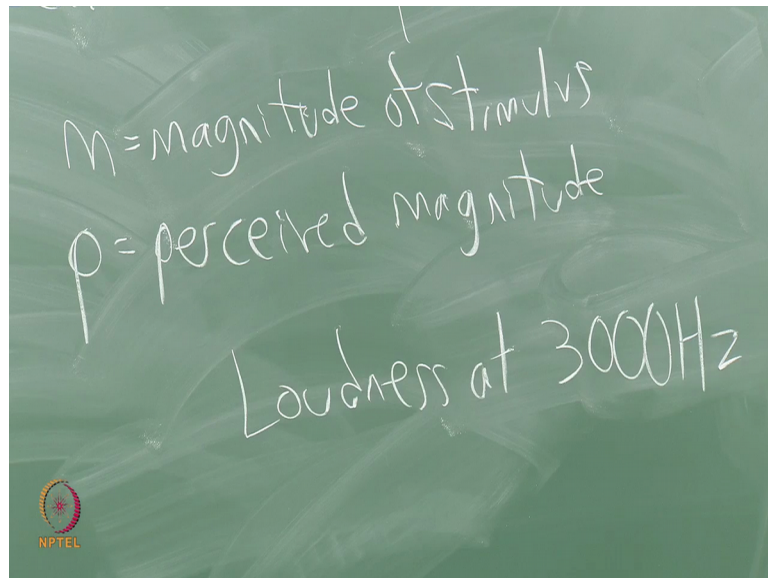 m = magnitude of stimulus
p = perceived magnitude
Loudness at 3000Hz
NPTEL